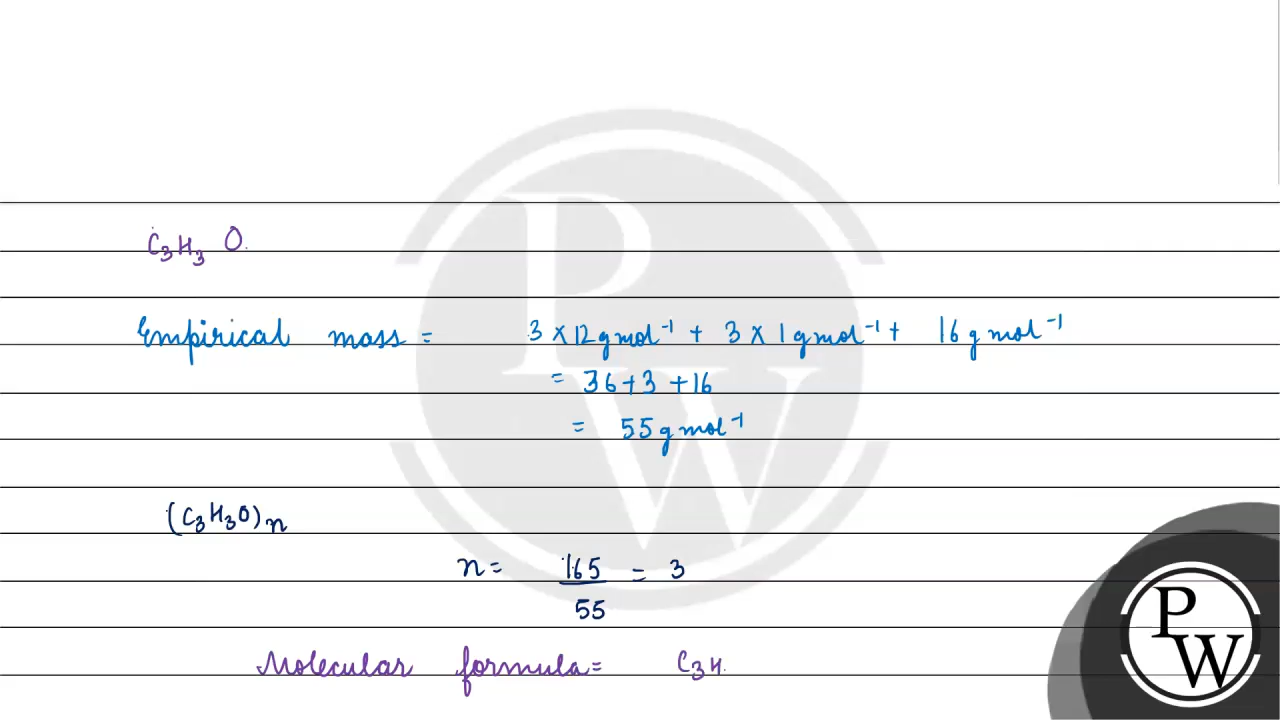 C₃H₃ O.
Empirical mass = 3 × 12 g mol⁻¹ + 3 × 1 g mol⁻¹ + 16 g mol⁻¹
= 36 + 3 + 16
= 55 g mol⁻¹
(C₃H₃O)n
n = 165/55 = 3
Molecular formula = C₃H
P
W
P
W